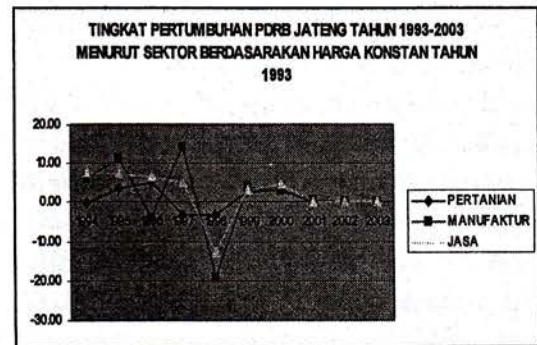 TINGKAT PERTUMBUHAN PDRB JATENG TAHUN 1993-2003
MENURUT SEKTOR BERDASARAKAN HARGA KONSTAN TAHUN
1993
20.00
10.00
0.00
-10.00
-20.00
-30.00
1994 1995 1996 1997 1998 1999 2000 2001 2002 2003
PERTANIAN
MANUFAKTUR
JASA